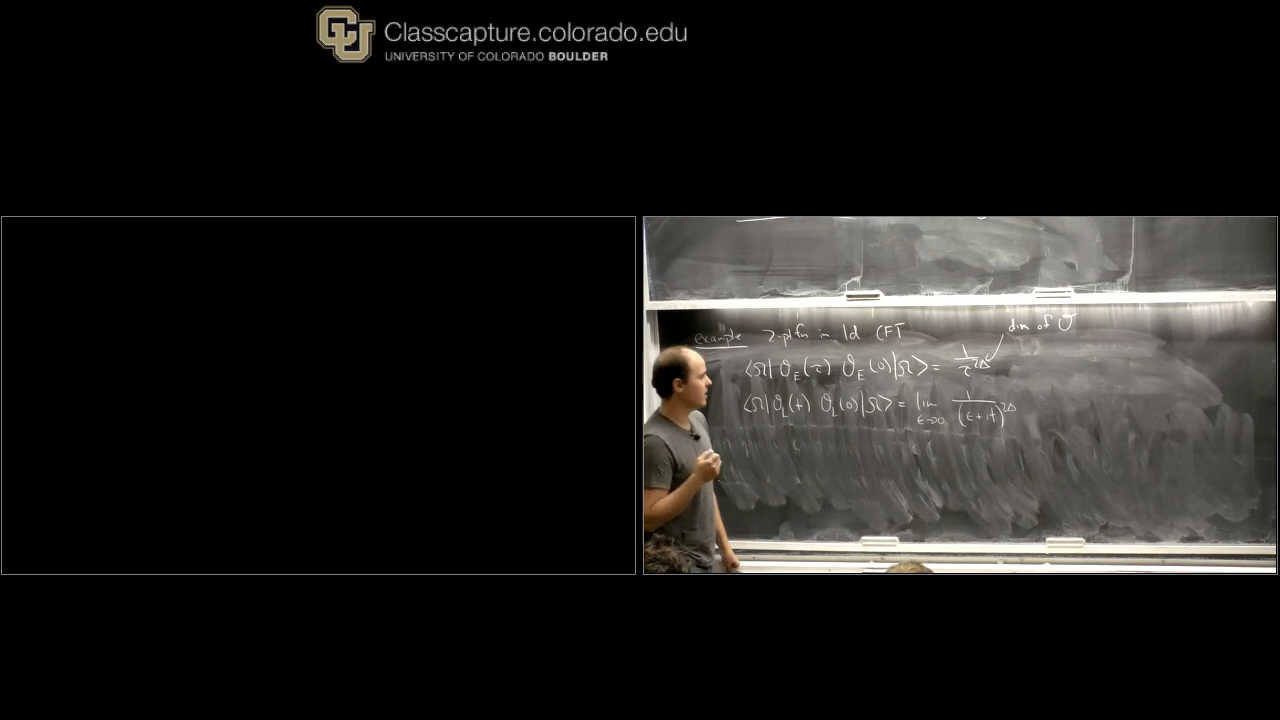 Classcapture.colorado.edu
UNIVERSITY OF COLORADO BOULDER
example 2-pt fn in 1d CFT
dim of O
⟨Ω| O_E(τ) O_E(0) |Ω⟩ = 1/τ^{2Δ}
⟨Ω| O_L(t) O_L(0) |Ω⟩ = lim_{ε→0} 1/(ε+it)^{2Δ}